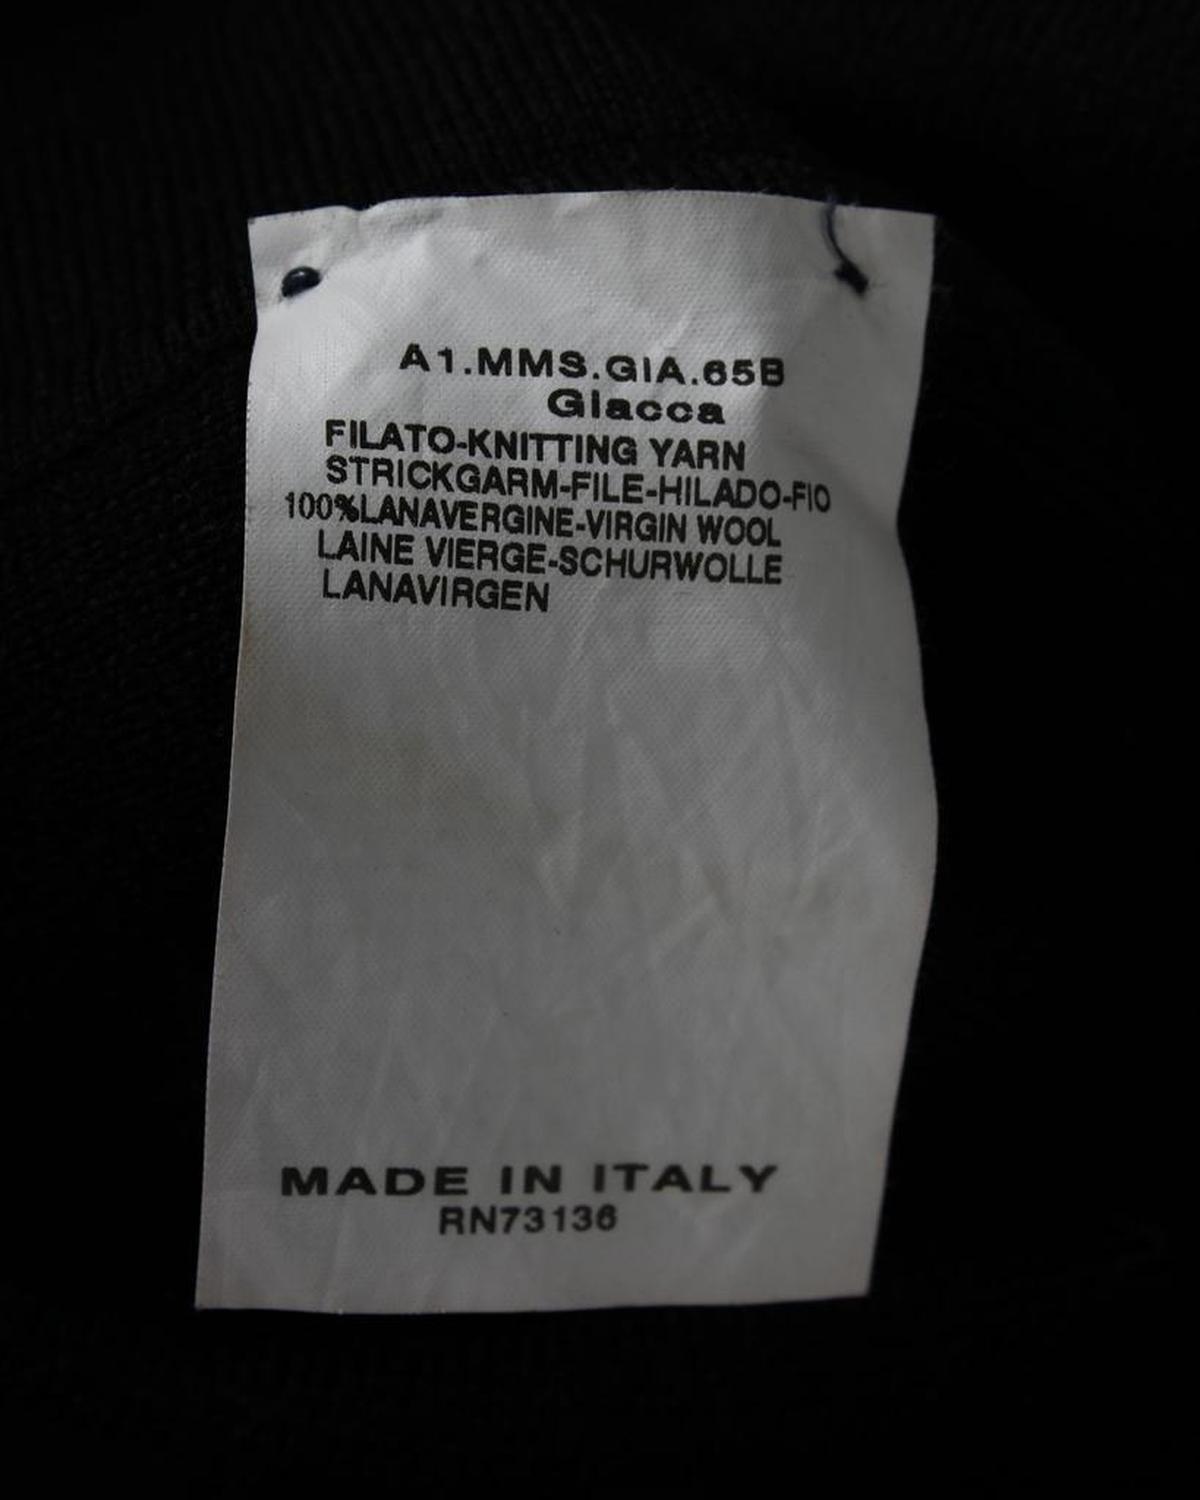 A1.MMS.GIA.65B
Giacca
FILATO-KNITTING YARN
STRICKGARM-FILE-HILADO-FIO
100%LANAVERGINE-VIRGIN WOOL
LAINE VIERGE-SCHURWOLLE
LANAVIRGEN
MADE IN ITALY
RN73136